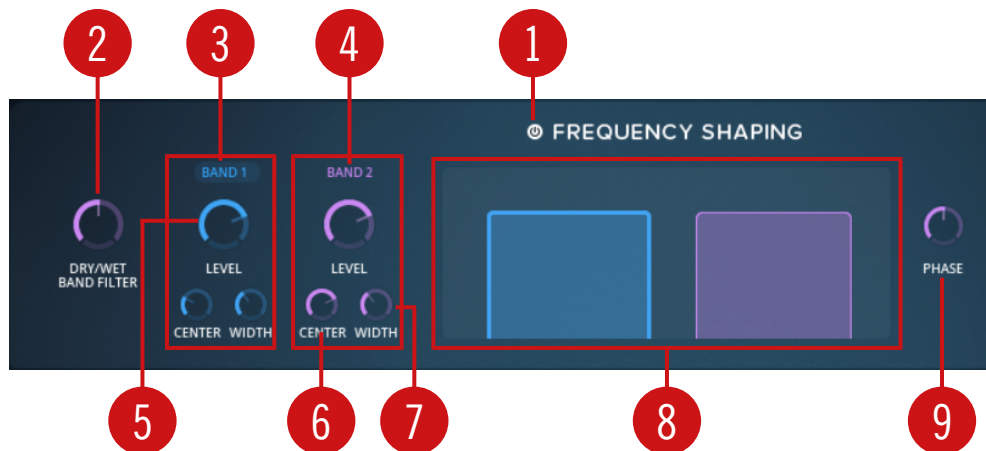 2
3
4
1
FREQUENCY SHAPING
BAND 1
BAND 2
DRY/WET
BAND FILTER
LEVEL
LEVEL
PHASE
CENTER WIDTH
CENTER WIDTH
5
6
7
8
9